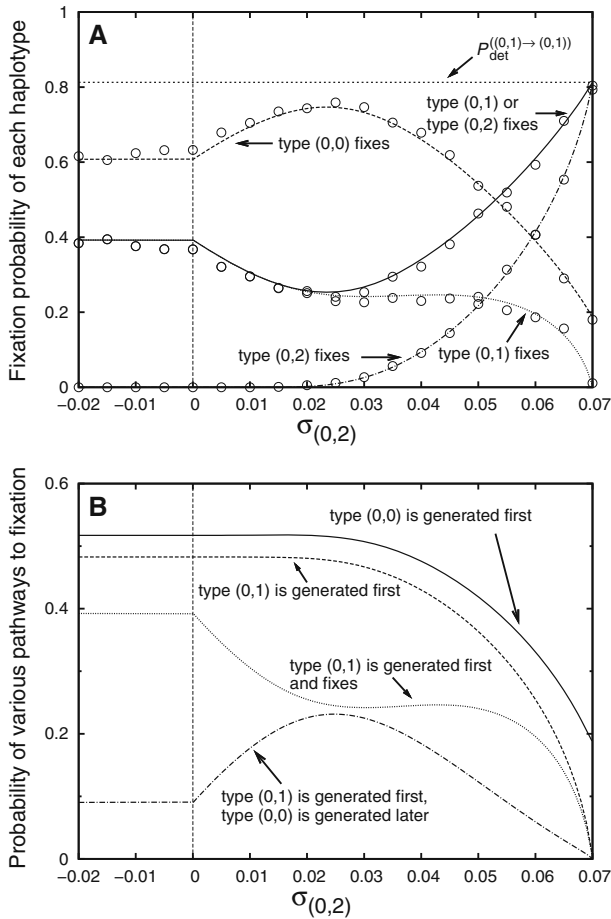 A
1
0.8
0.6
0.4
0.2
0
Fixation probability of each haplotype
P_det^((0,1)→(0,1))
type (0,1) or
type (0,2) fixes
type (0,0) fixes
type (0,2) fixes
type (0,1) fixes
−0.02 −0.01 0 0.01 0.02 0.03 0.04 0.05 0.06 0.07
σ(0,2)
B
0.6
0.4
0.2
0
Probability of various pathways to fixation
type (0,0) is generated first
type (0,1) is generated first
type (0,1) is generated first
and fixes
type (0,1) is generated first,
type (0,0) is generated later
−0.02 −0.01 0 0.01 0.02 0.03 0.04 0.05 0.06 0.07
σ(0,2)